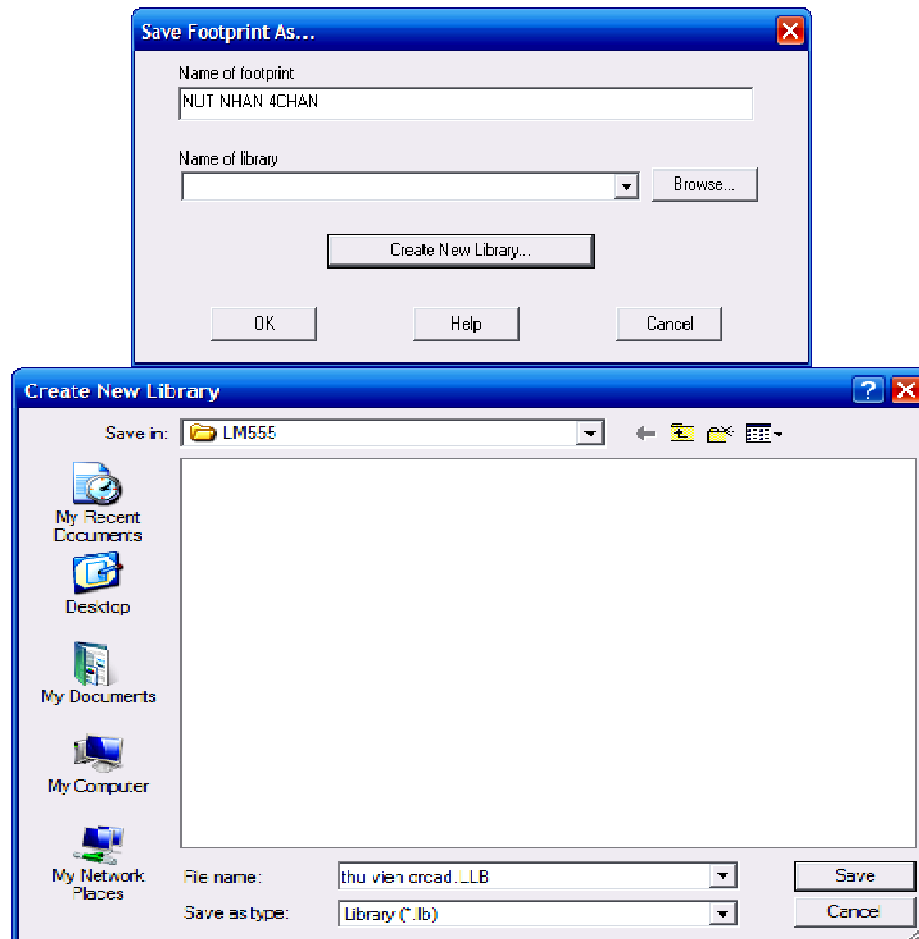 Save Footprint As...
Name of footprint
NUT NHAN 4CHAN
Name of library
Browse...
Create New Library...
OK Help Cancel
Create New Library
Save in: LM555
My Recent
Documents
Desktop
My Documents
My Computer
My Network
Places
File name: thu vien orcad.LLB Save
Save as type: Library (*.llb) Cancel